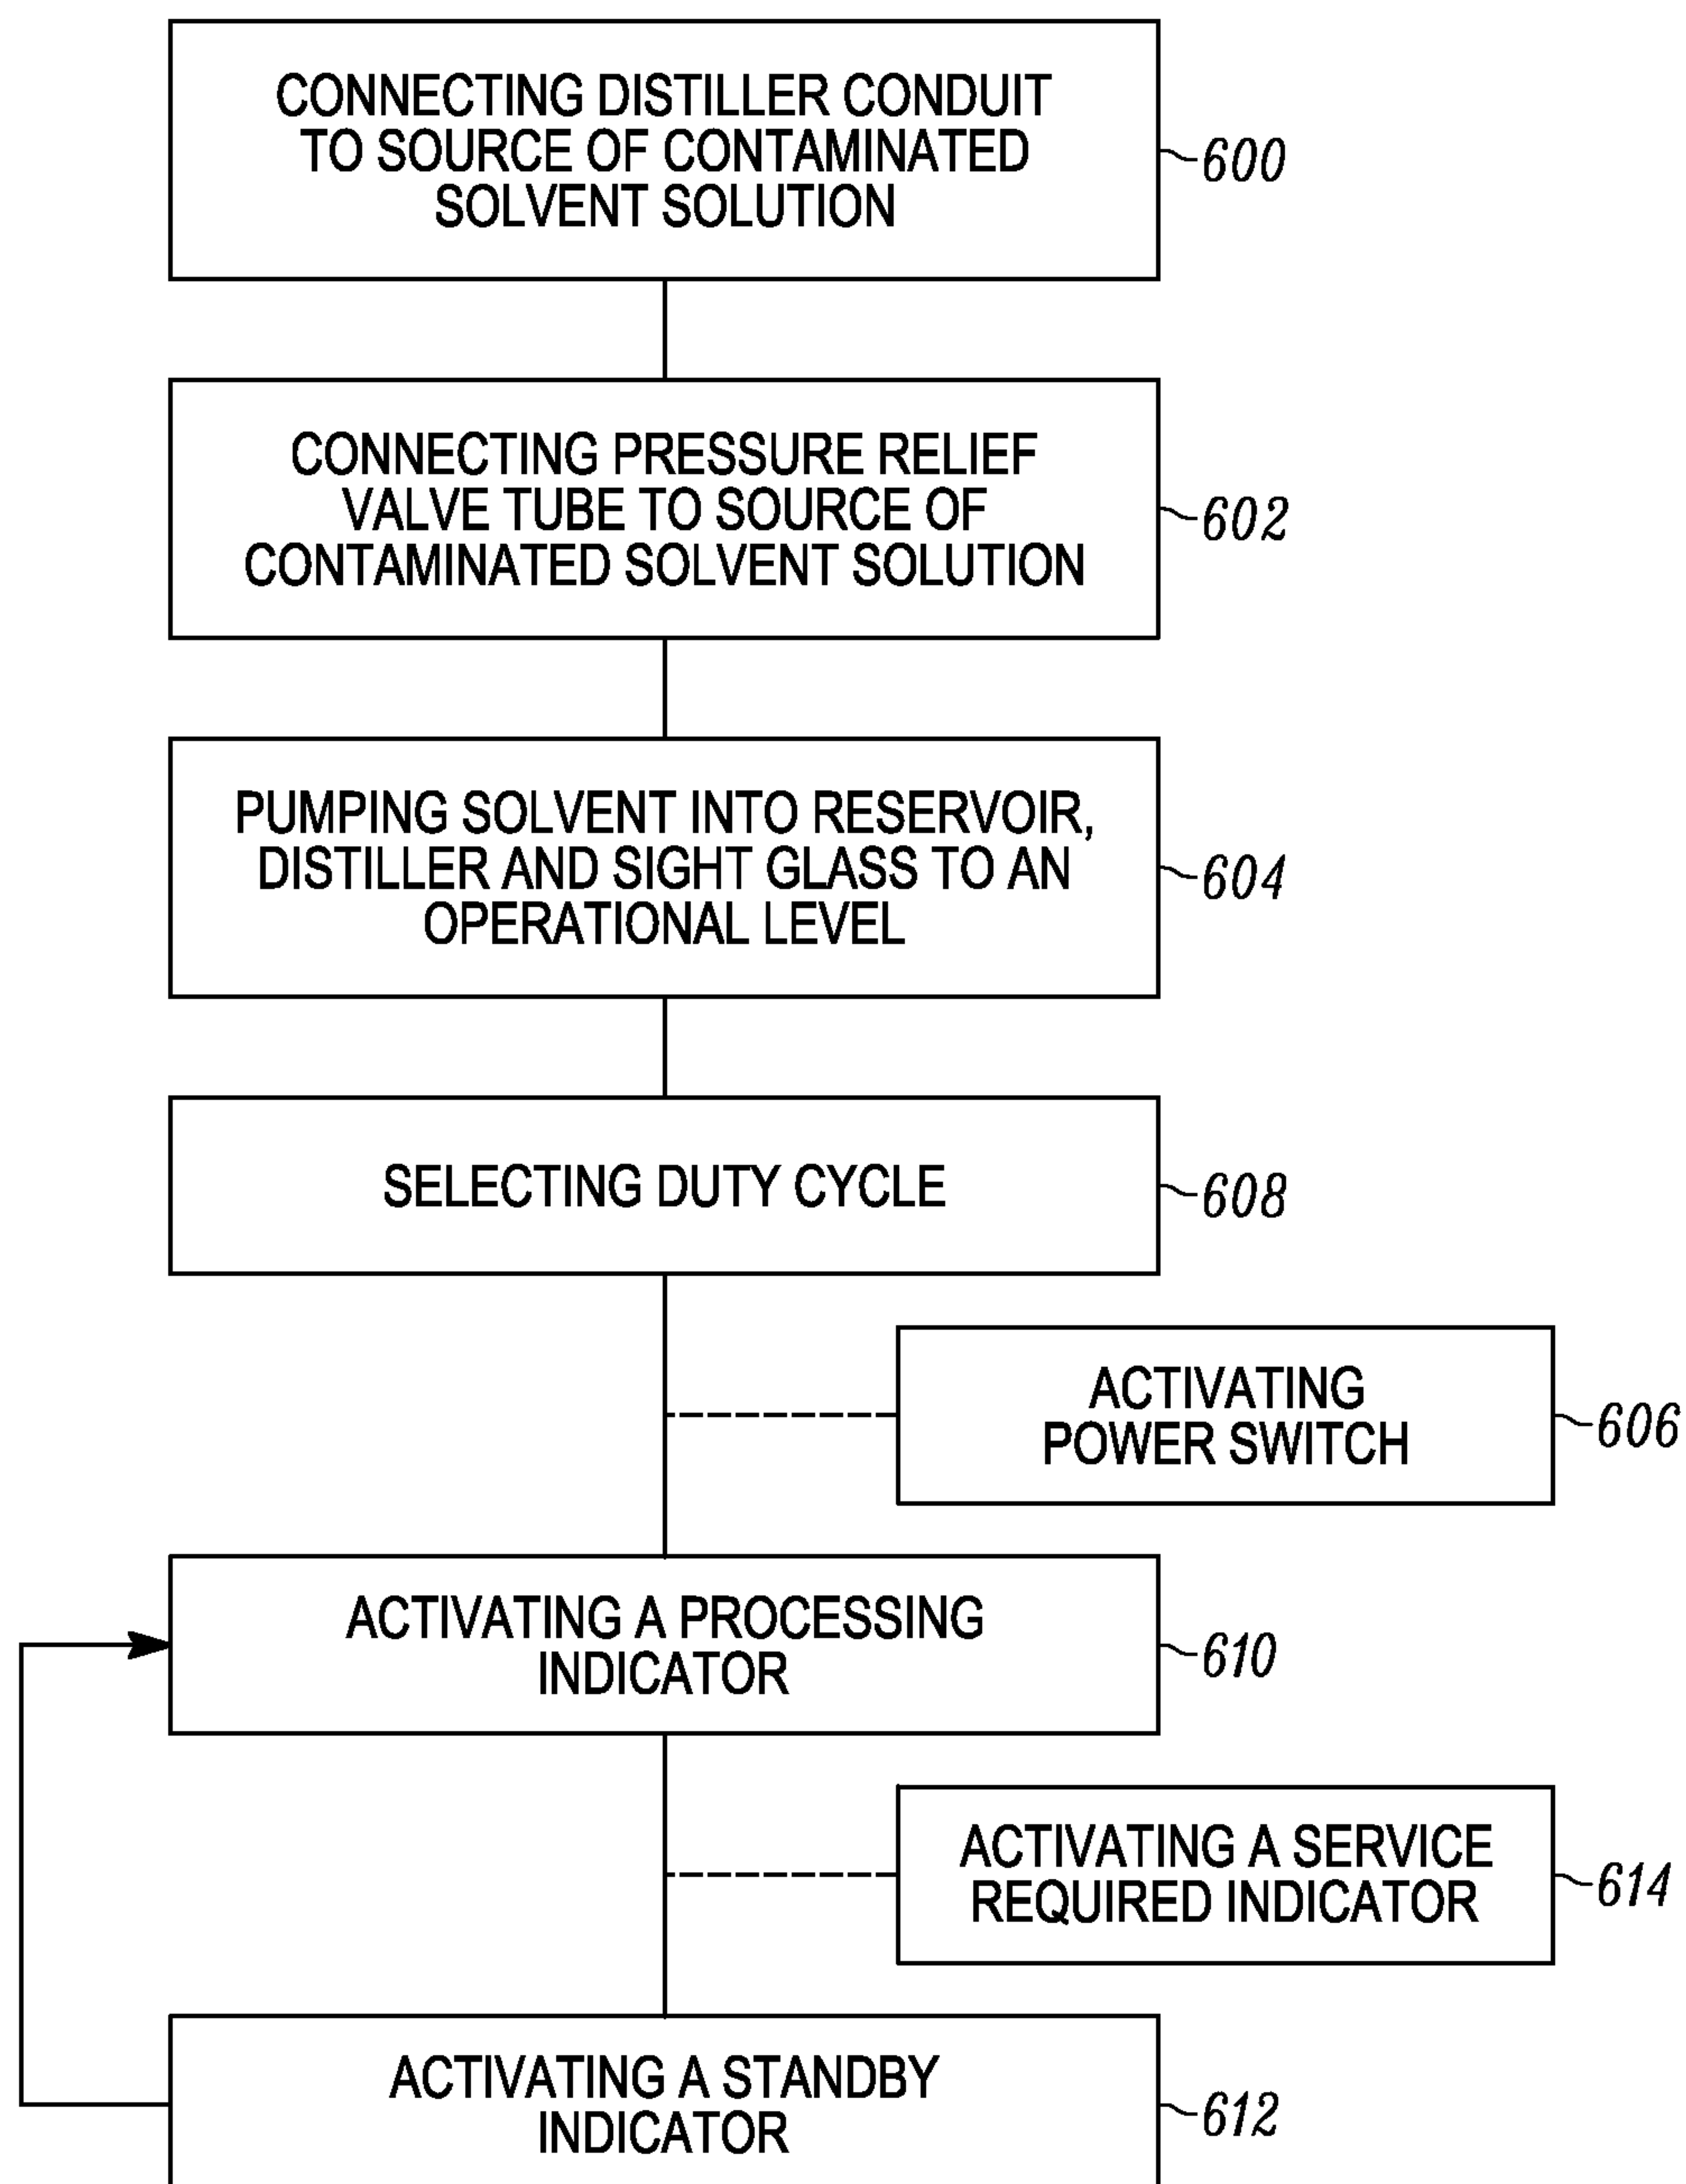 CONNECTING DISTILLER CONDUIT
TO SOURCE OF CONTAMINATED
SOLVENT SOLUTION
600
CONNECTING PRESSURE RELIEF
VALVE TUBE TO SOURCE OF
CONTAMINATED SOLVENT SOLUTION
602
PUMPING SOLVENT INTO RESERVOIR,
DISTILLER AND SIGHT GLASS TO AN
OPERATIONAL LEVEL
604
SELECTING DUTY CYCLE
608
ACTIVATING
POWER SWITCH
606
ACTIVATING A PROCESSING
INDICATOR
610
ACTIVATING A SERVICE
REQUIRED INDICATOR
614
ACTIVATING A STANDBY
INDICATOR
612